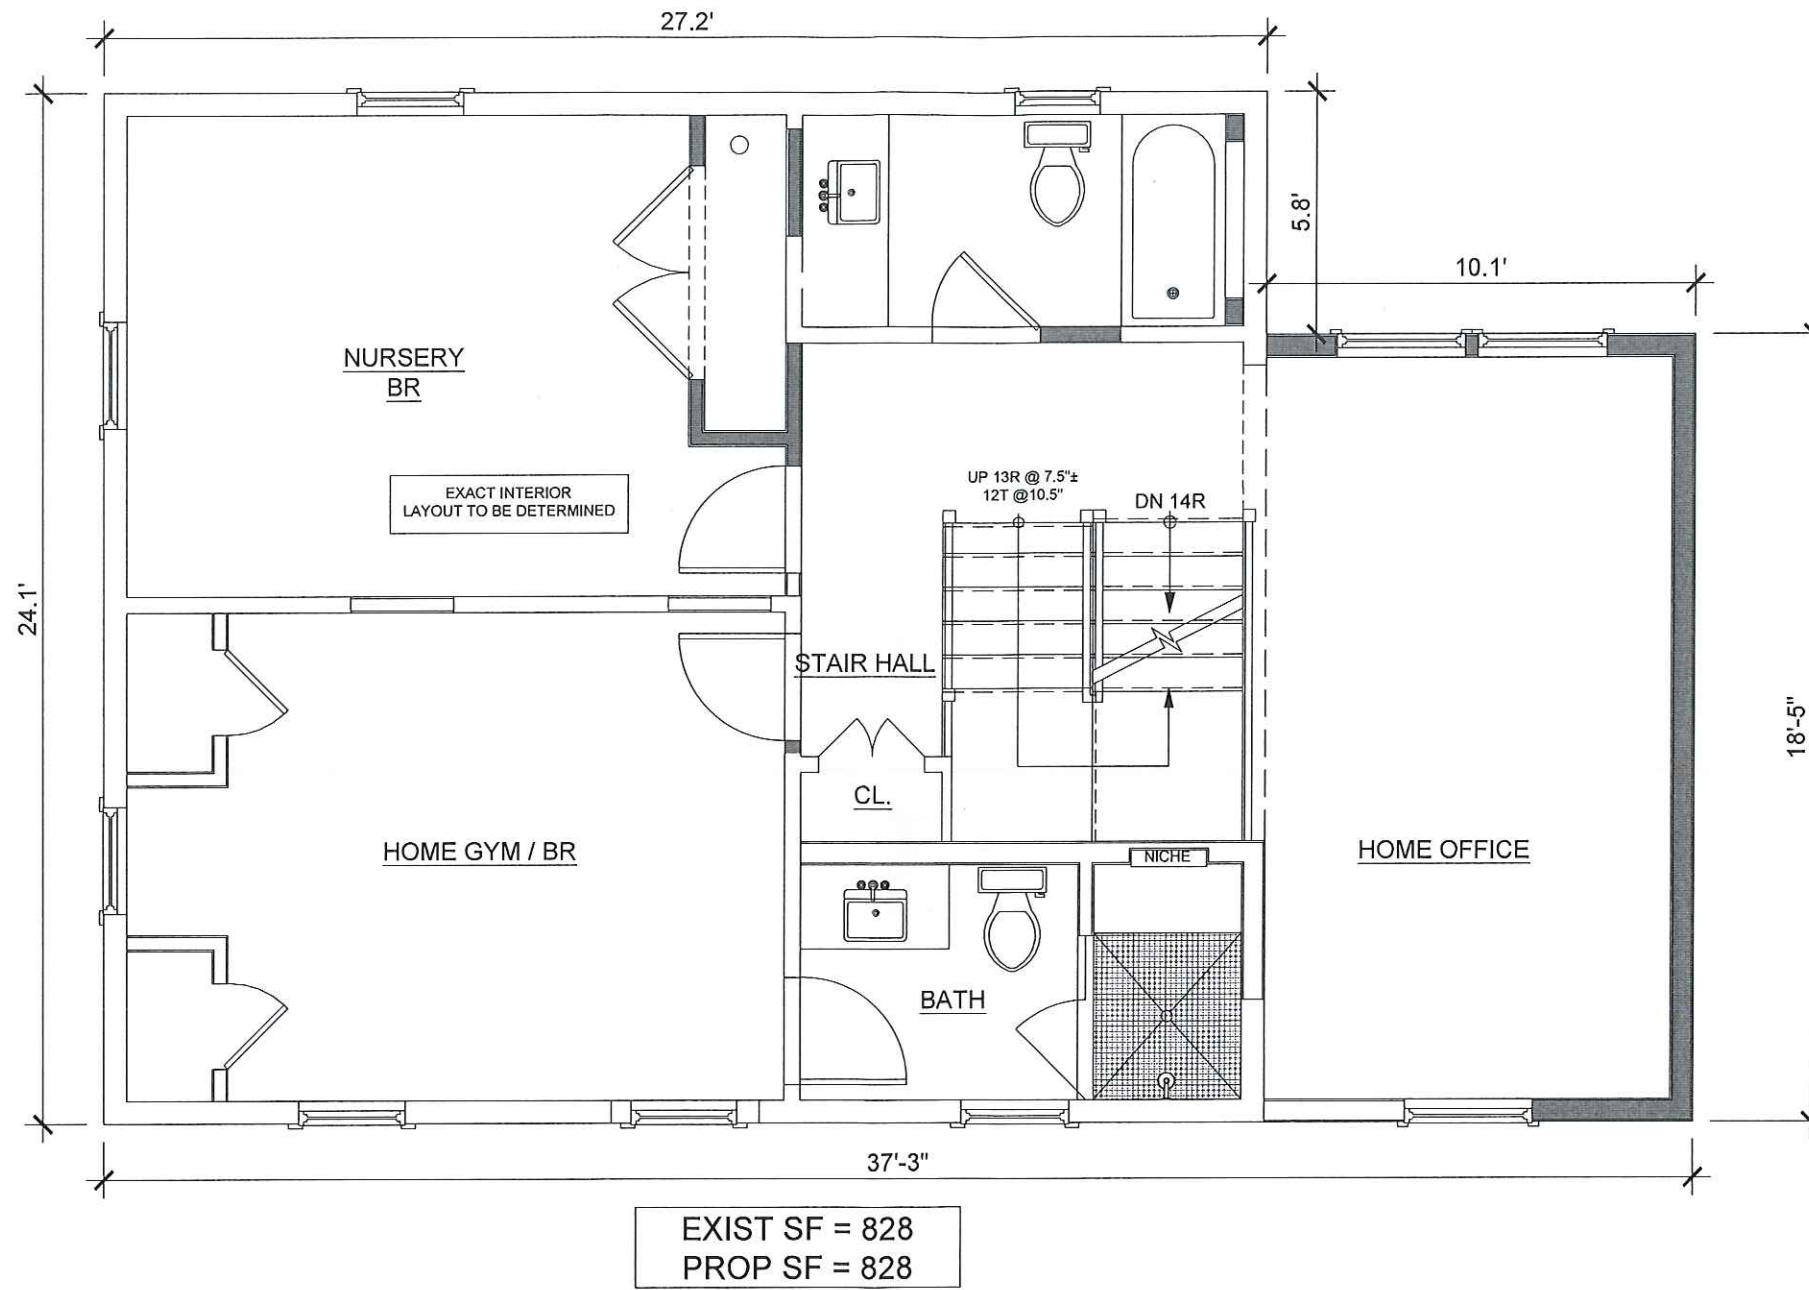 27.2'
5.8'
10.1'
NURSERY
BR
UP 13R @ 7.5"±
12T @10.5"
DN 14R
EXACT INTERIOR
LAYOUT TO BE DETERMINED
24.1'
STAIR HALL
18'-5"
CL.
HOME GYM / BR
NICHE
HOME OFFICE
BATH
37'-3"
EXIST SF = 828
PROP SF = 828